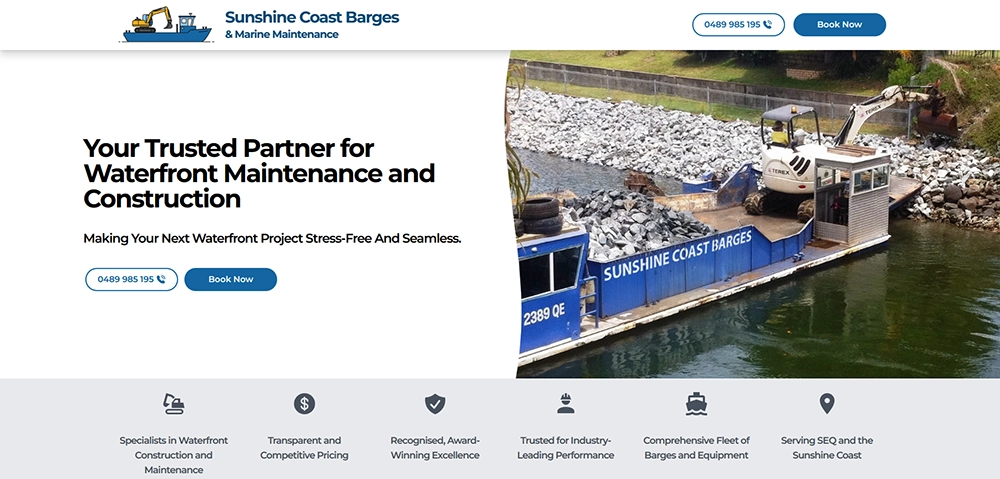 Sunshine Coast Barges
& Marine Maintenance
0489 985 195
Book Now
Your Trusted Partner for
Waterfront Maintenance and
Construction
Making Your Next Waterfront Project Stress-Free And Seamless.
0489 985 195
Book Now
TEREX
TEREX
SUNSHINE COAST BARGES
2389 QE
Specialists in Waterfront
Construction and
Maintenance
Transparent and
Competitive Pricing
Recognised, Award-
Winning Excellence
Trusted for Industry-
Leading Performance
Comprehensive Fleet of
Barges and Equipment
Serving SEQ and the
Sunshine Coast